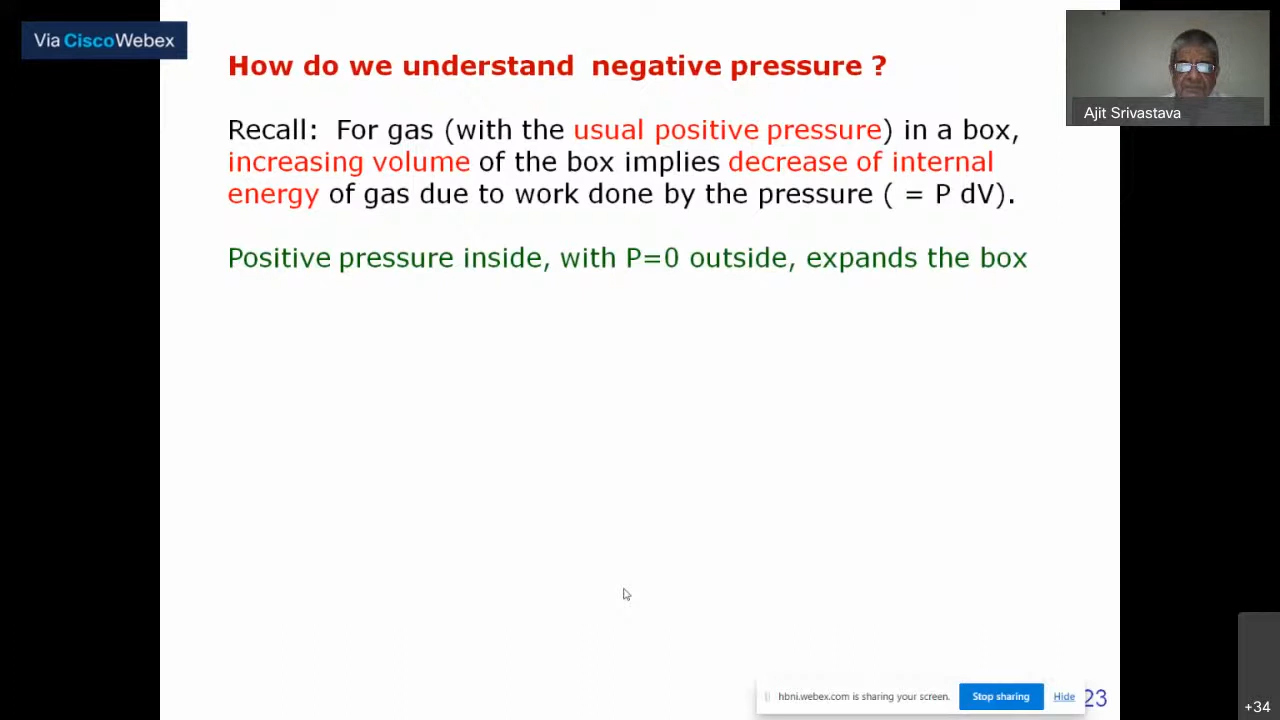 Via Cisco Webex
How do we understand negative pressure ?
Ajit Srivastava
Recall: For gas (with the usual positive pressure) in a box,
increasing volume of the box implies decrease of internal
energy of gas due to work done by the pressure ( = P dV).
Positive pressure inside, with P=0 outside, expands the box
hbni.webex.com is sharing your screen.
Stop sharing
Hide
23
+34